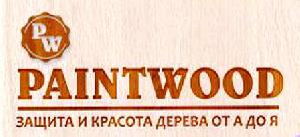 PW
PAINTWOOD
ЗАЩИТА И КРАСОТА ДЕРЕВА ОТ А ДО Я